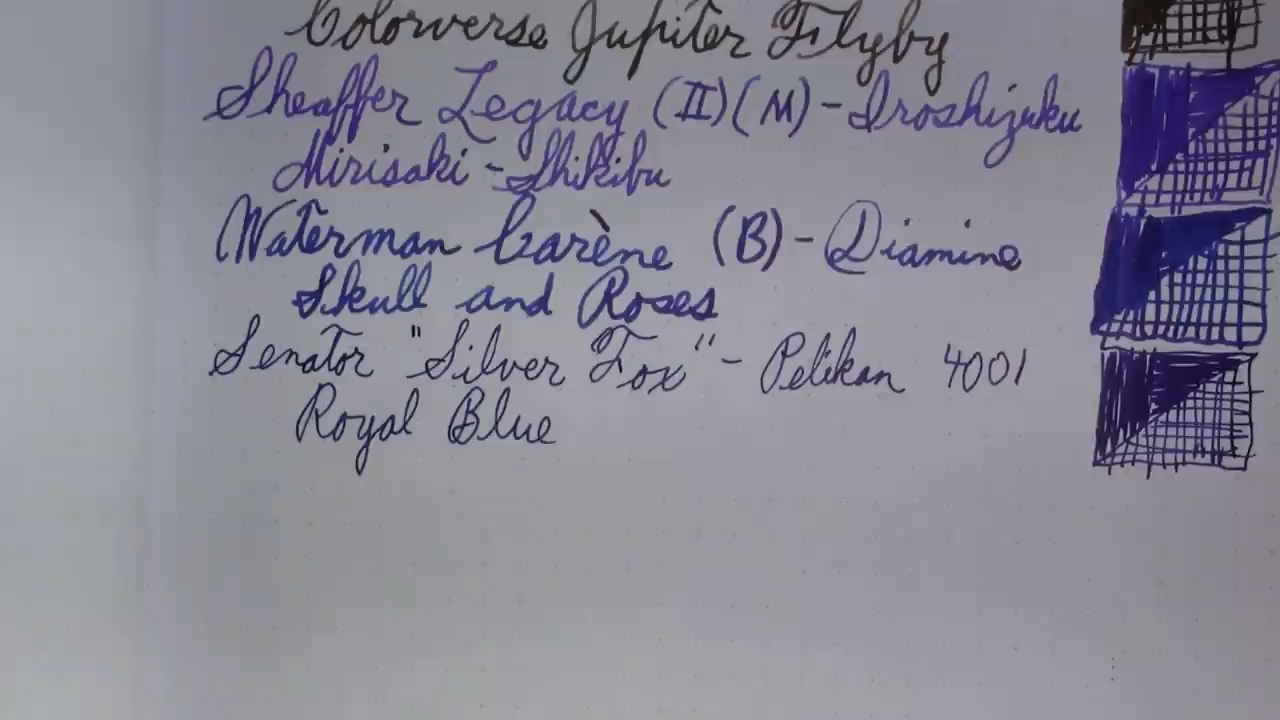 Colorverse Jupiter Flyby
Sheaffer Legacy (II)(M) - Iroshizuku
Mirisaki - Shikibu
Waterman Carène (B) - Diamine
Skull and Roses
Senator "Silver Fox" - Pelikan 4001
Royal Blue